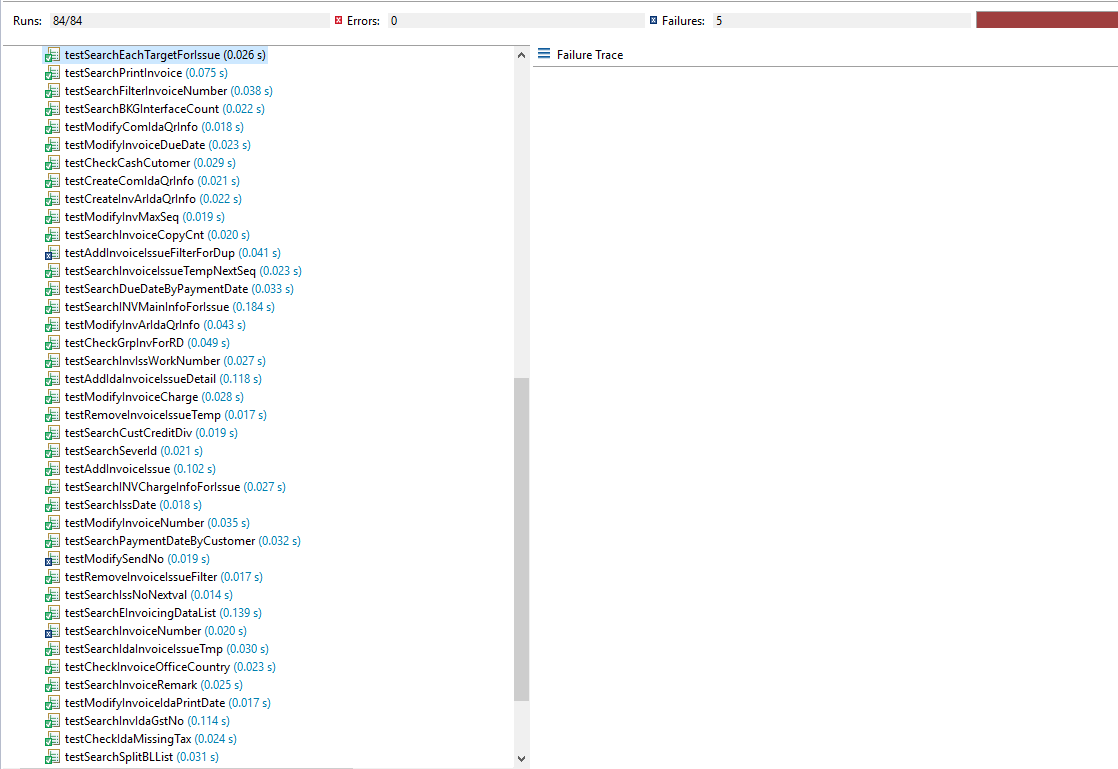 Runs: 84/84 Errors: 0 Failures: 5
testSearchEachTargetForIssue (0.026 s)
Failure Trace
testSearchPrintInvoice (0.075 s)
testSearchFilterInvoiceNumber (0.038 s)
testSearchBKGInterfaceCount (0.022 s)
testModifyComIdaQrInfo (0.018 s)
testModifyInvoiceDueDate (0.023 s)
testCheckCashCutomer (0.029 s)
testCreateComIdaQrInfo (0.021 s)
testCreateInvArIdaQrInfo (0.022 s)
testModifyInvMaxSeq (0.019 s)
testSearchInvoiceCopyCnt (0.020 s)
testAddInvoiceIssueFilterForDup (0.041 s)
testSearchInvoiceIssueTempNextSeq (0.023 s)
testSearchDueDateByPaymentDate (0.033 s)
testSearchINVMainInfoForIssue (0.184 s)
testModifyInvArIdaQrInfo (0.043 s)
testCheckGrpInvForRD (0.049 s)
testSearchInvIssWorkNumber (0.027 s)
testAddIdaInvoiceIssueDetail (0.118 s)
testModifyInvoiceCharge (0.028 s)
testRemoveInvoiceIssueTemp (0.017 s)
testSearchCustCreditDiv (0.019 s)
testSearchSeverId (0.021 s)
testAddInvoiceIssue (0.102 s)
testSearchINVChargeInfoForIssue (0.027 s)
testSearchIssDate (0.018 s)
testModifyInvoiceNumber (0.035 s)
testSearchPaymentDateByCustomer (0.032 s)
testModifySendNo (0.019 s)
testRemoveInvoiceIssueFilter (0.017 s)
testSearchIssNoNextval (0.014 s)
testSearchEInvoicingDataList (0.139 s)
testSearchInvoiceNumber (0.020 s)
testSearchIdaInvoiceIssueTmp (0.030 s)
testCheckInvoiceOfficeCountry (0.023 s)
testSearchInvoiceRemark (0.025 s)
testModifyInvoiceIdaPrintDate (0.017 s)
testSearchInvIdaGstNo (0.114 s)
testCheckIdaMissingTax (0.024 s)
testSearchSplitBLList (0.031 s)